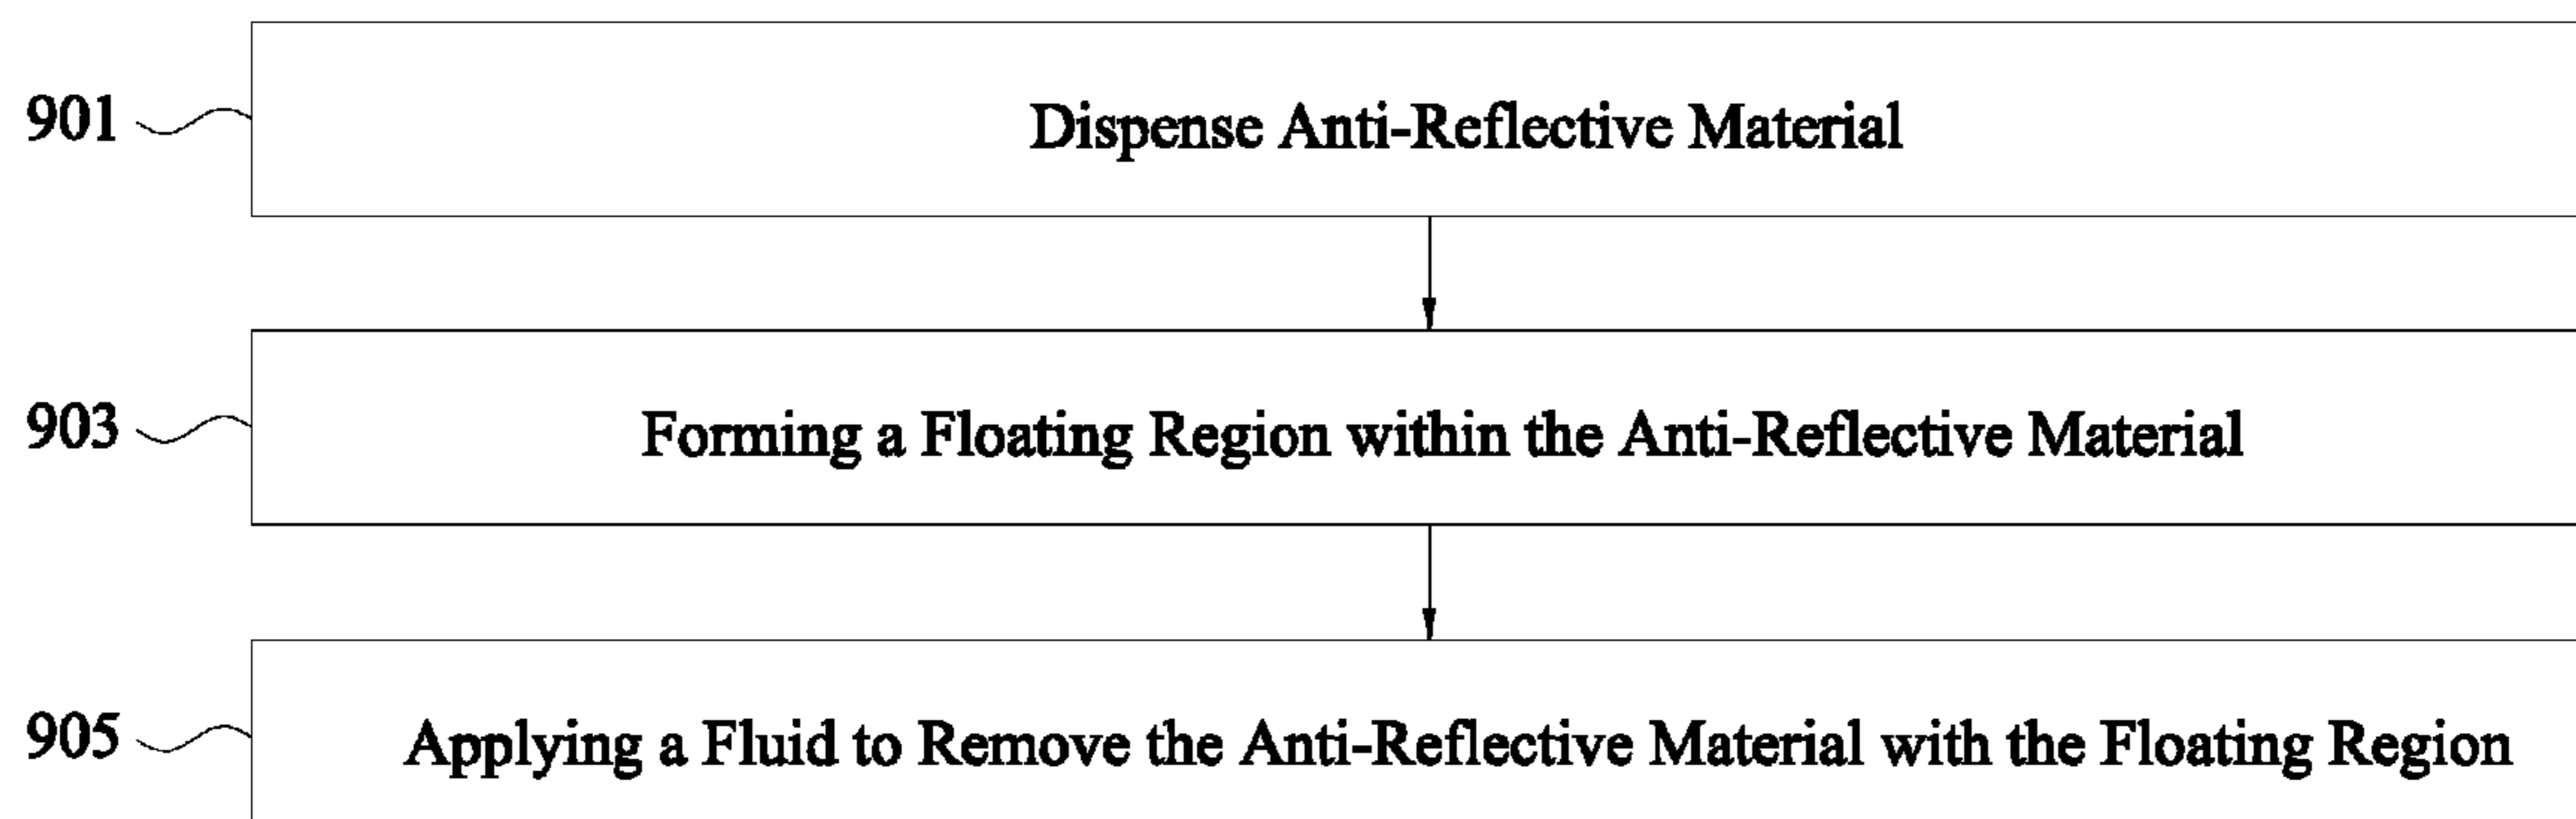 901 Dispense Anti-Reflective Material
903 Forming a Floating Region within the Anti-Reflective Material
905 Applying a Fluid to Remove the Anti-Reflective Material with the Floating Region